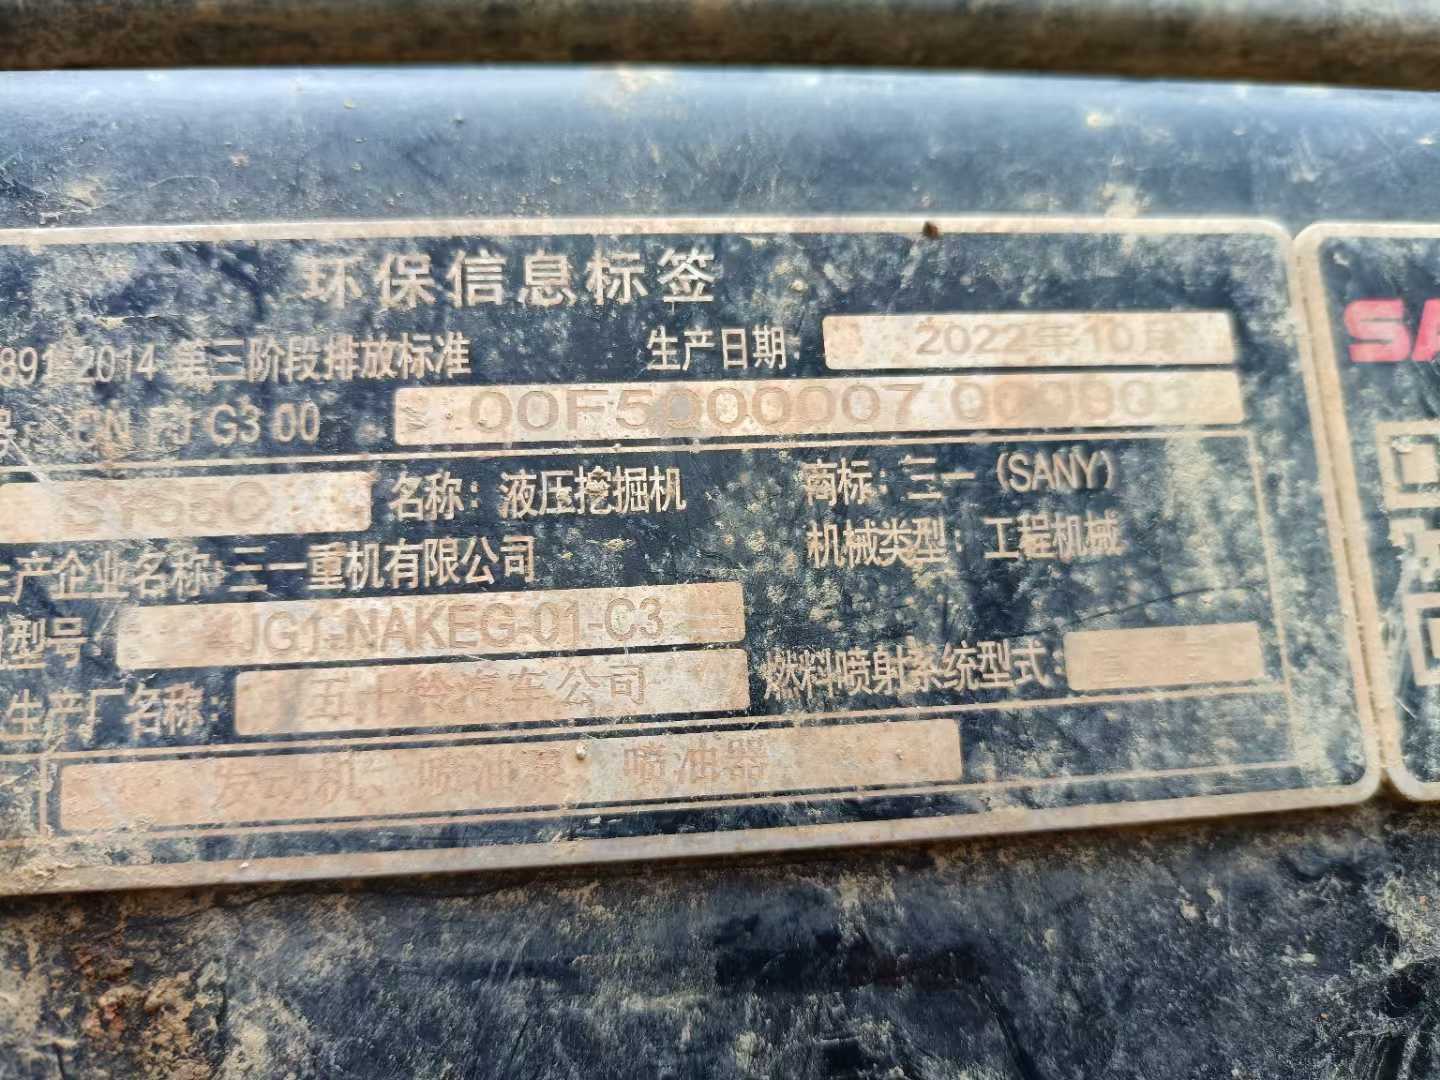 环保信息标签
891-2014 第三阶段排放标准 生产日期: 2022年10月
G3 00 00F5000007
名称: 液压挖掘机 商标: 三一 (SANY)
生产企业名称: 三一重机有限公司 机械类型: 工程机械
型号: 4JG1-NAKEG-01-C3
生产厂名称: 五十铃汽车公司 燃料喷射系统型式:
发动机、喷油泵、喷油器
SA